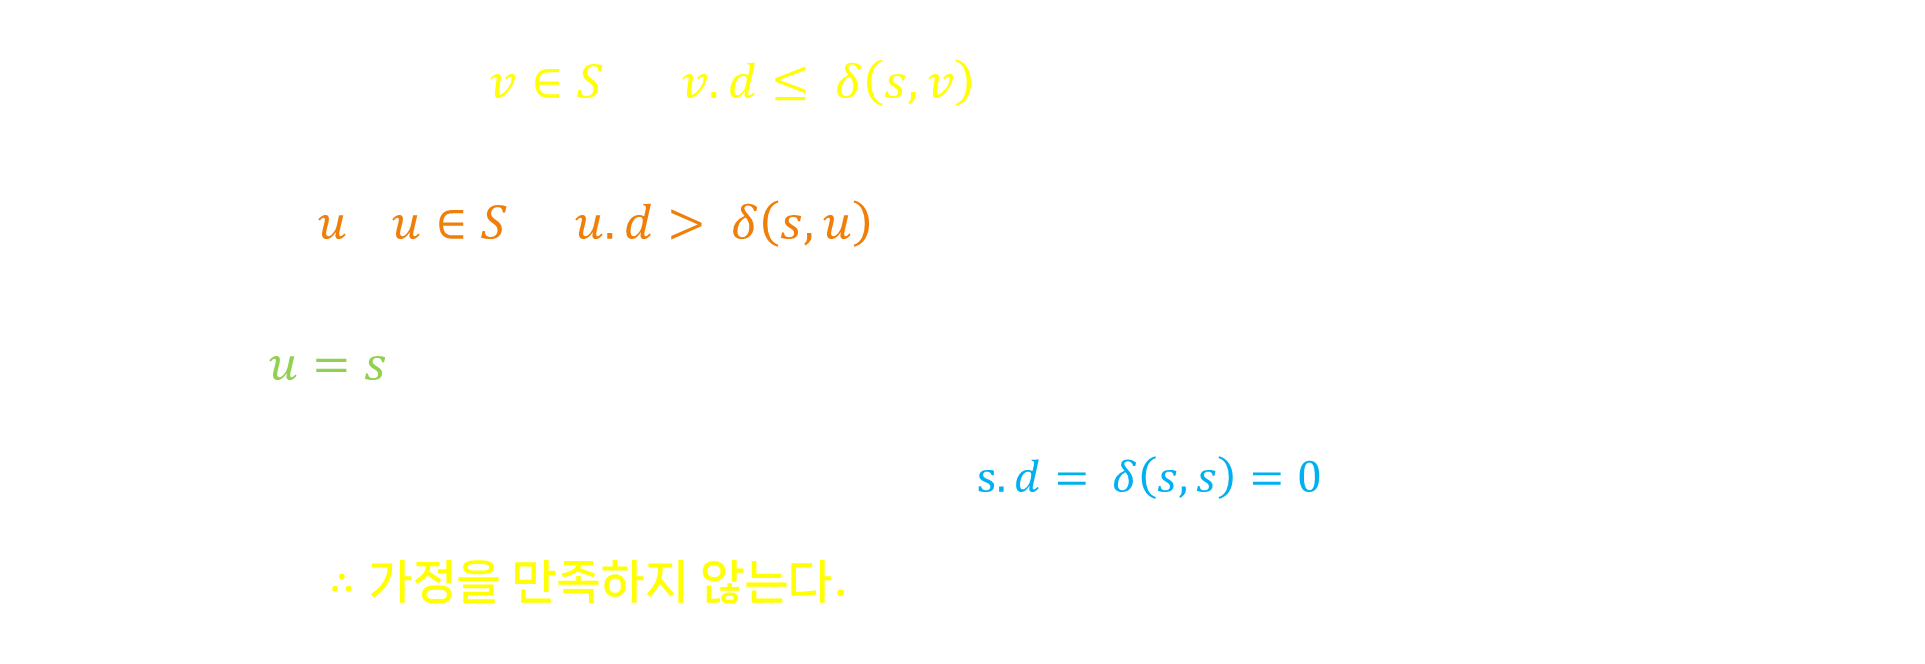 v ∈ S v.d ≤ δ(s, v)
u u ∈ S u.d > δ(s, u)
u = s
s.d = δ(s, s) = 0
∴ 가정을 만족하지 않는다.